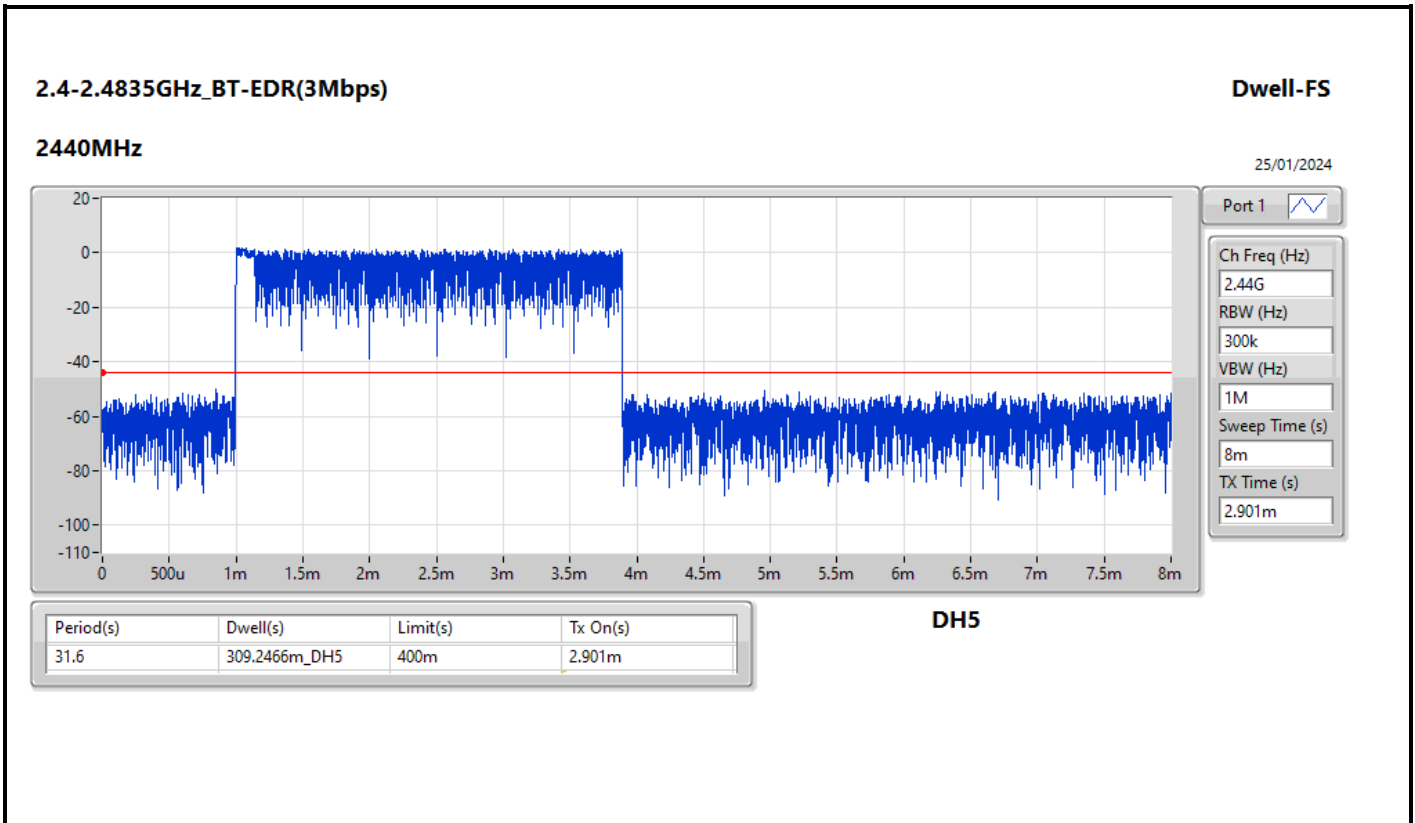 2.4-2.4835GHz_BT-EDR(3Mbps)
Dwell-FS
2440MHz
25/01/2024
20
0
-20
-40
-60
-80
-100
-110
0 500u 1m 1.5m 2m 2.5m 3m 3.5m 4m 4.5m 5m 5.5m 6m 6.5m 7m 7.5m 8m
Port 1
Ch Freq (Hz)
2.44G
RBW (Hz)
300k
VBW (Hz)
1M
Sweep Time (s)
8m
TX Time (s)
2.901m
Period(s) Dwell(s) Limit(s) Tx On(s)
31.6 309.2466m_DH5 400m 2.901m
DH5